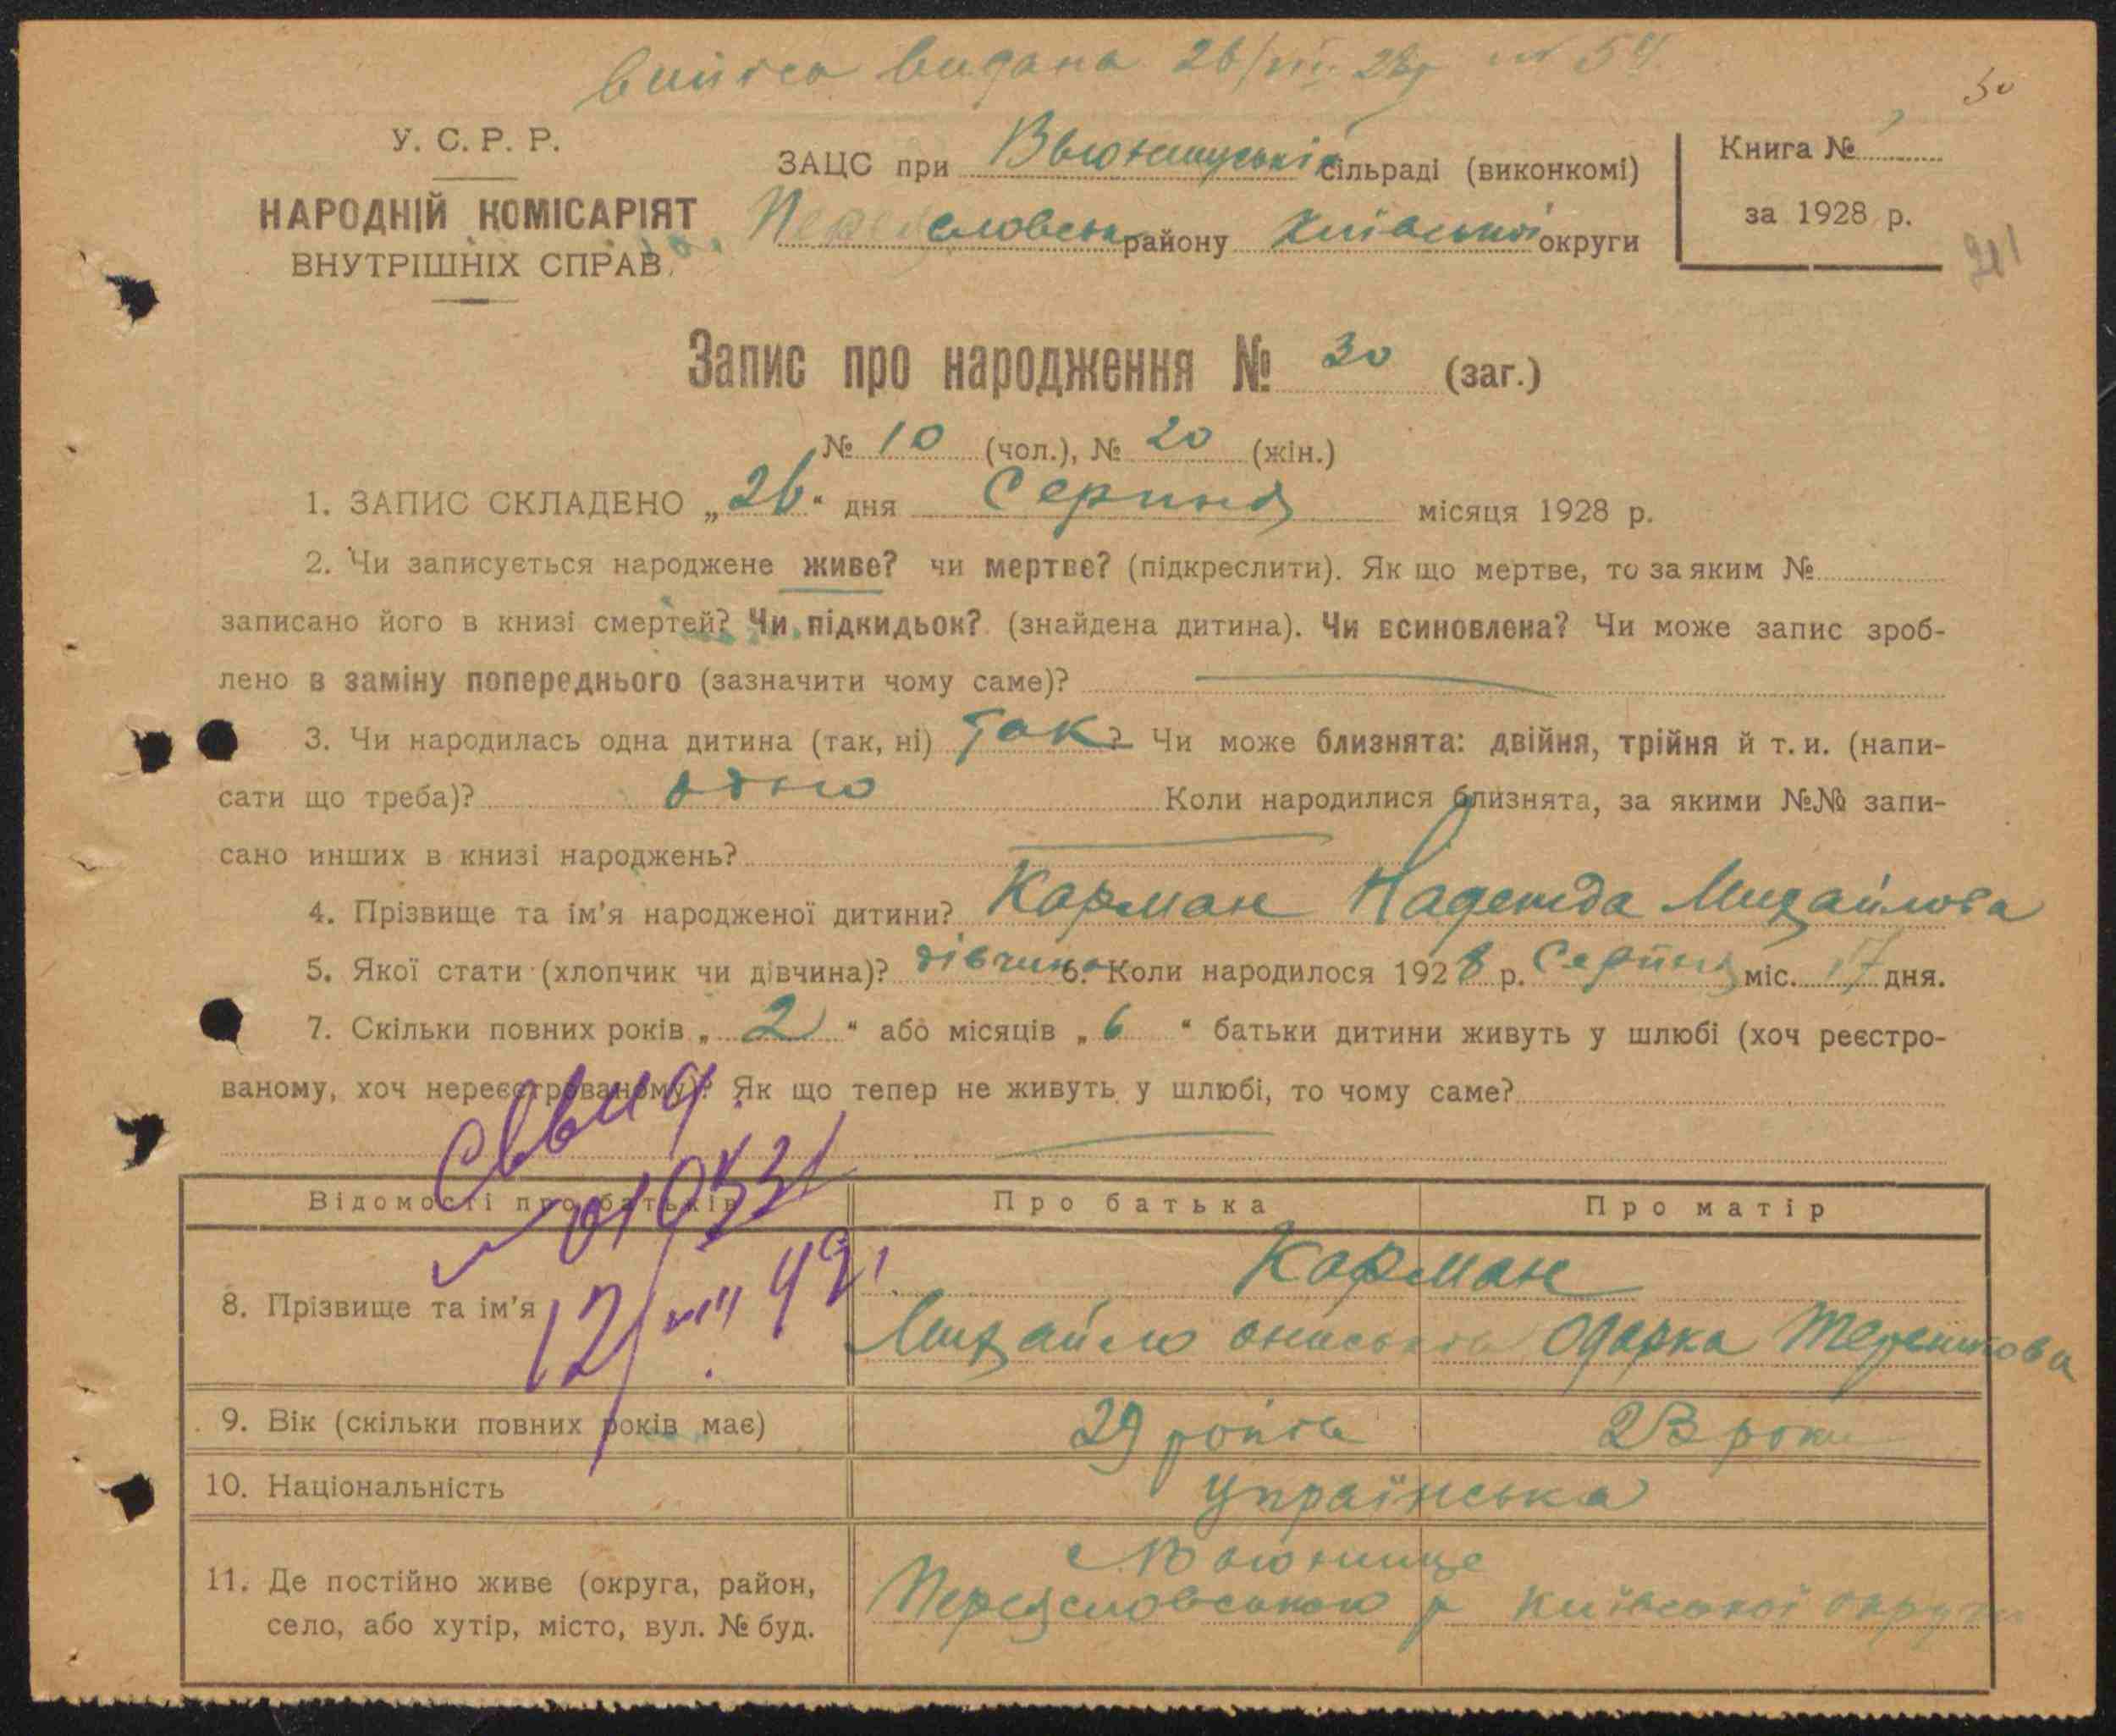 видана 26/VIII 28р № 54
30
У. С. Р. Р.
НАРОДНІЙ КОМІСАРІЯТ
ВНУТРІШНІХ СПРАВ
ЗАЦС при Вьюнищській сільраді (виконкомі)
Переясловськ району Київської округи
Книга №
за 1928 р.
Запис про народження № 30 (заг.)
№ 10 (чол.), № 20 (жін.)
1. ЗАПИС СКЛАДЕНО „26“ дня Серпня місяця 1928 р.
2. Чи записується народжене живе? чи мертве? (підкреслити). Як що мертве, то за яким №
записано його в книзі смертей? Чи підкидьок? (знайдена дитина). Чи всиновлена? Чи може запис зроб-
лено в заміну попереднього (зазначити чому саме)?
3. Чи народилась одна дитина (так, ні) Так? Чи може близнята: двійня, трійня й т. и. (напи-
сати що треба)? одно Коли народилися близнята, за якими №№ запи-
сано инших в книзі народжень?
4. Прізвище та ім'я народженої дитини? Карман Надежда Михайлова
5. Якої стати (хлопчик чи дівчина)? дівчина 6. Коли народилося 1928 р. Серпня міс. 17 дня.
7. Скільки повних років „2“ або місяців „6“ батьки дитини живуть у шлюбі (хоч реєстро-
ваному, хоч нереєстрованому)? Як що тепер не живуть у шлюбі, то чому саме?
Відомості про батьків
Про батька
Про матір
8. Прізвище та ім'я
Карман
Михайло Одарка
9. Вік (скільки повних років має)
29 років
23 роки
10. Національність
Українська
11. Де постійно живе (округа, район,
село, або хутір, місто, вул. № буд.
Переясловського р Київської округи